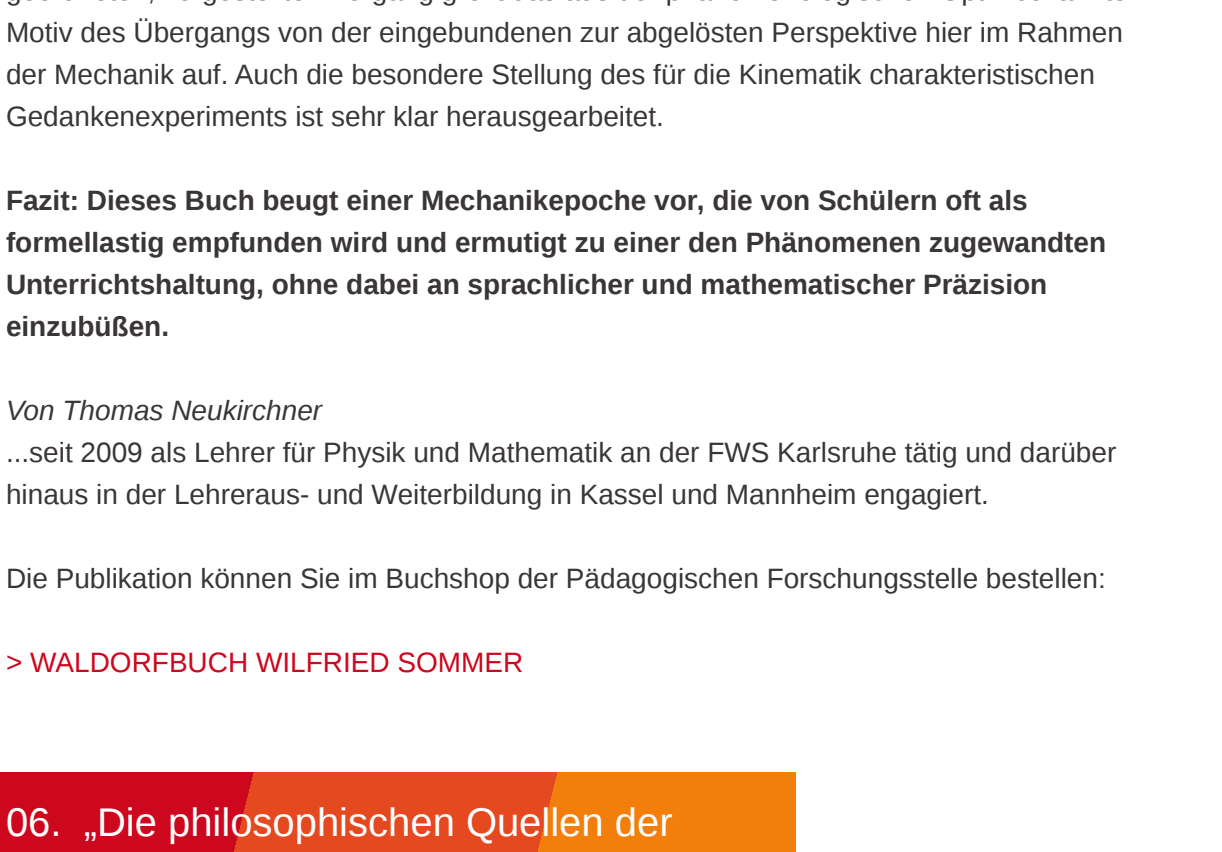 Motiv des Übergangs von der eingebundenen zur abgelösten Perspektive hier im Rahmen
der Mechanik auf. Auch die besondere Stellung des für die Kinematik charakteristischen
Gedankenexperiments ist sehr klar herausgearbeitet.
Fazit: Dieses Buch beugt einer Mechanikepoche vor, die von Schülern oft als
formellastig empfunden wird und ermutigt zu einer den Phänomenen zugewandten
Unterrichtshaltung, ohne dabei an sprachlicher und mathematischer Präzision
einzubüßen.
Von Thomas Neukirchner
...seit 2009 als Lehrer für Physik und Mathematik an der FWS Karlsruhe tätig und darüber
hinaus in der Lehreraus- und Weiterbildung in Kassel und Mannheim engagiert.
Die Publikation können Sie im Buchshop der Pädagogischen Forschungsstelle bestellen:
> WALDORFBUCH WILFRIED SOMMER
06. „Die philosophischen Quellen der